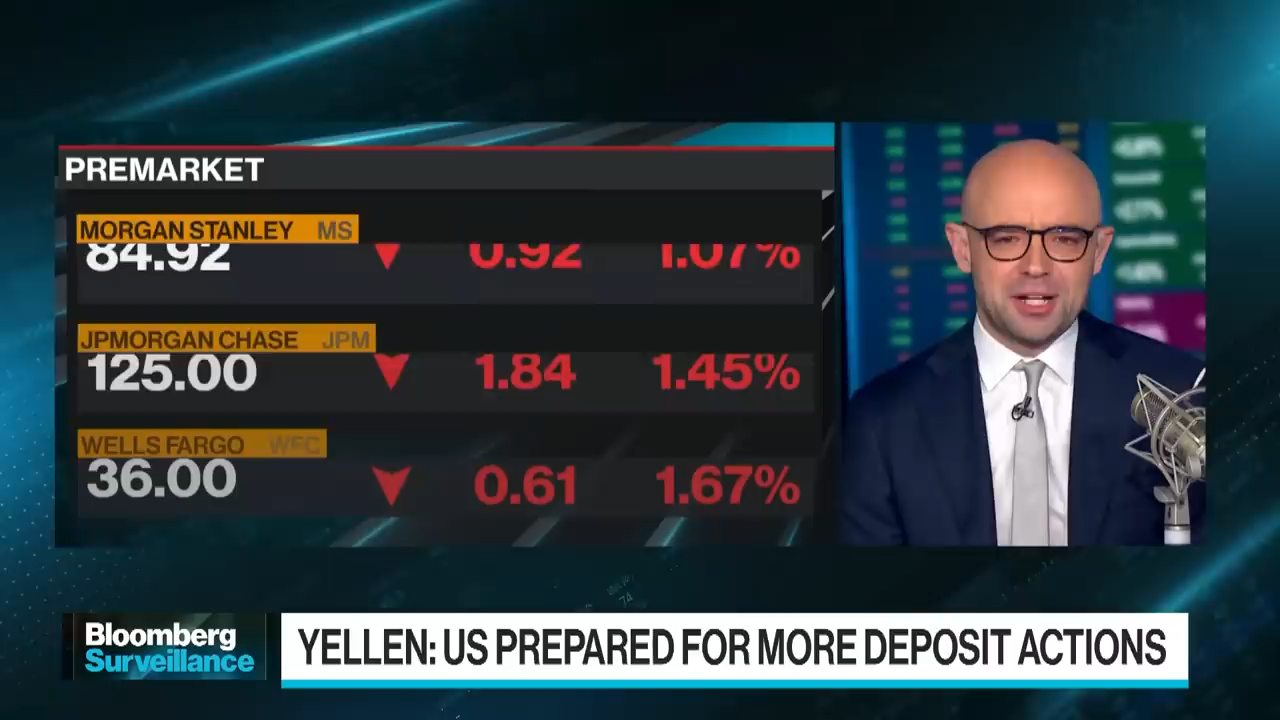 PREMARKET
MORGAN STANLEY MS
84.92 0.92 1.07%
JPMORGAN CHASE JPM
125.00 1.84 1.45%
WELLS FARGO WFC
36.00 0.61 1.67%
Bloomberg
Surveillance
YELLEN: US PREPARED FOR MORE DEPOSIT ACTIONS